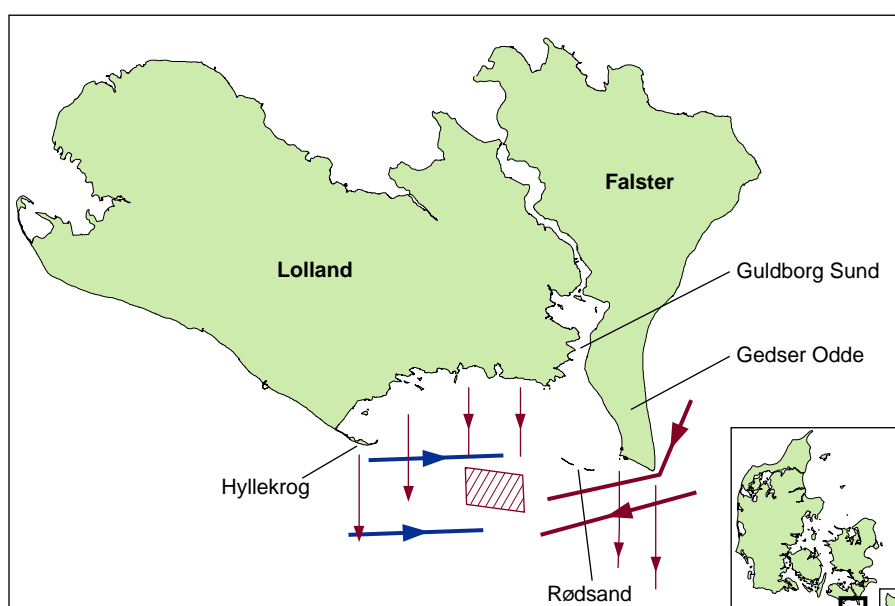 Falster
Lolland
Guldborg Sund
Gedser Odde
Hyllekrog
Rødsand